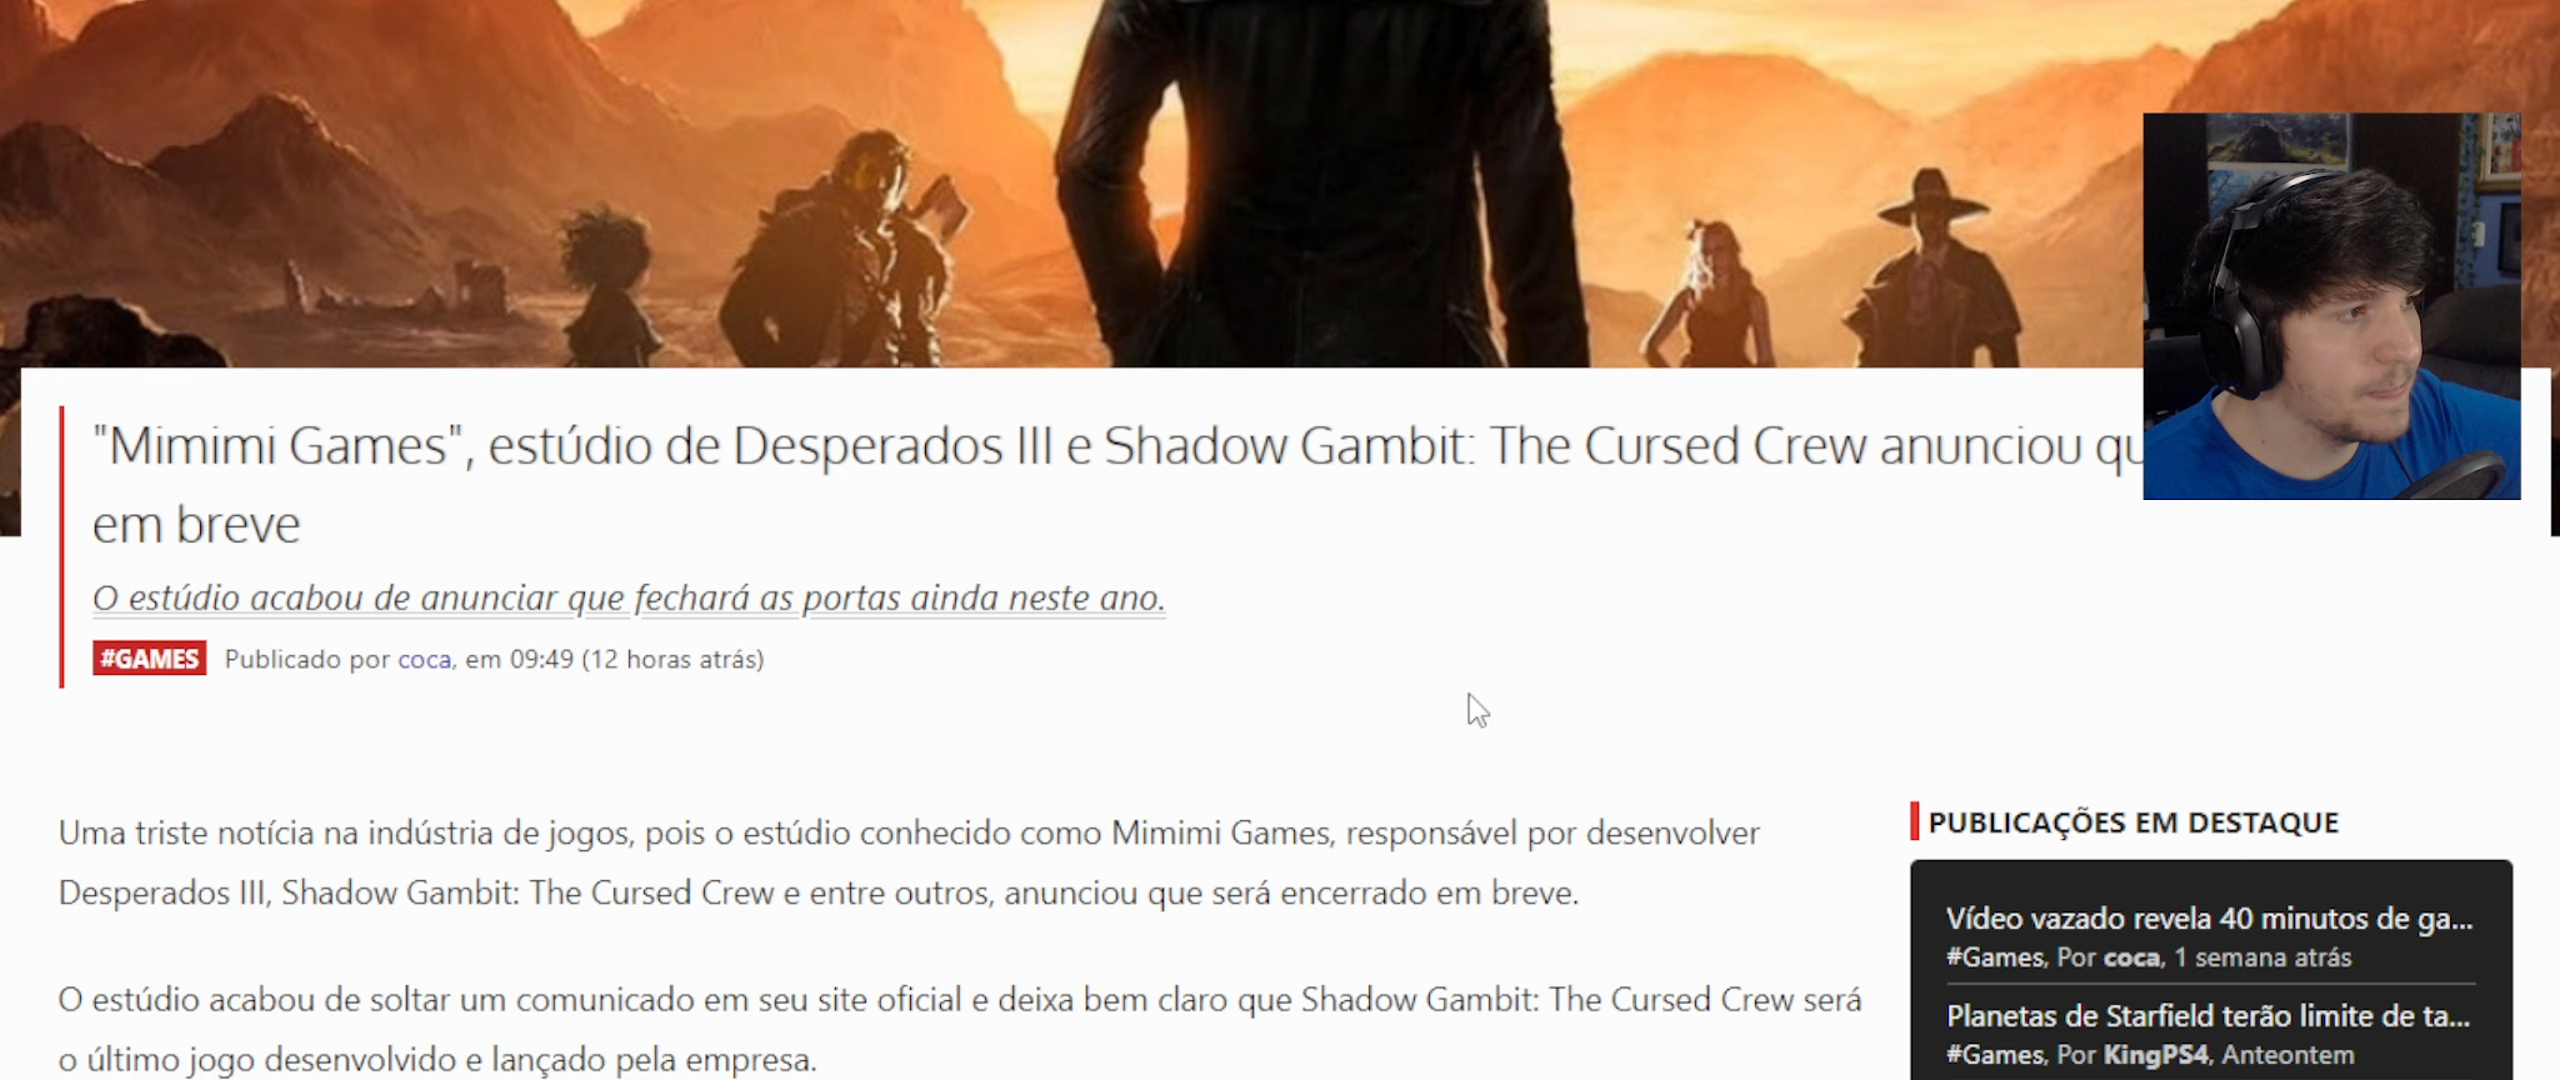 "Mimimi Games", estúdio de Desperados III e Shadow Gambit: The Cursed Crew anunciou qu
em breve
O estúdio acabou de anunciar que fechará as portas ainda neste ano.
#GAMES Publicado por coca, em 09:49 (12 horas atrás)
Uma triste notícia na indústria de jogos, pois o estúdio conhecido como Mimimi Games, responsável por desenvolver
Desperados III, Shadow Gambit: The Cursed Crew e entre outros, anunciou que será encerrado em breve.
O estúdio acabou de soltar um comunicado em seu site oficial e deixa bem claro que Shadow Gambit: The Cursed Crew será
o último jogo desenvolvido e lançado pela empresa.
PUBLICAÇÕES EM DESTAQUE
Vídeo vazado revela 40 minutos de ga...
#Games, Por coca, 1 semana atrás
Planetas de Starfield terão limite de ta...
#Games, Por KingPS4, Anteontem